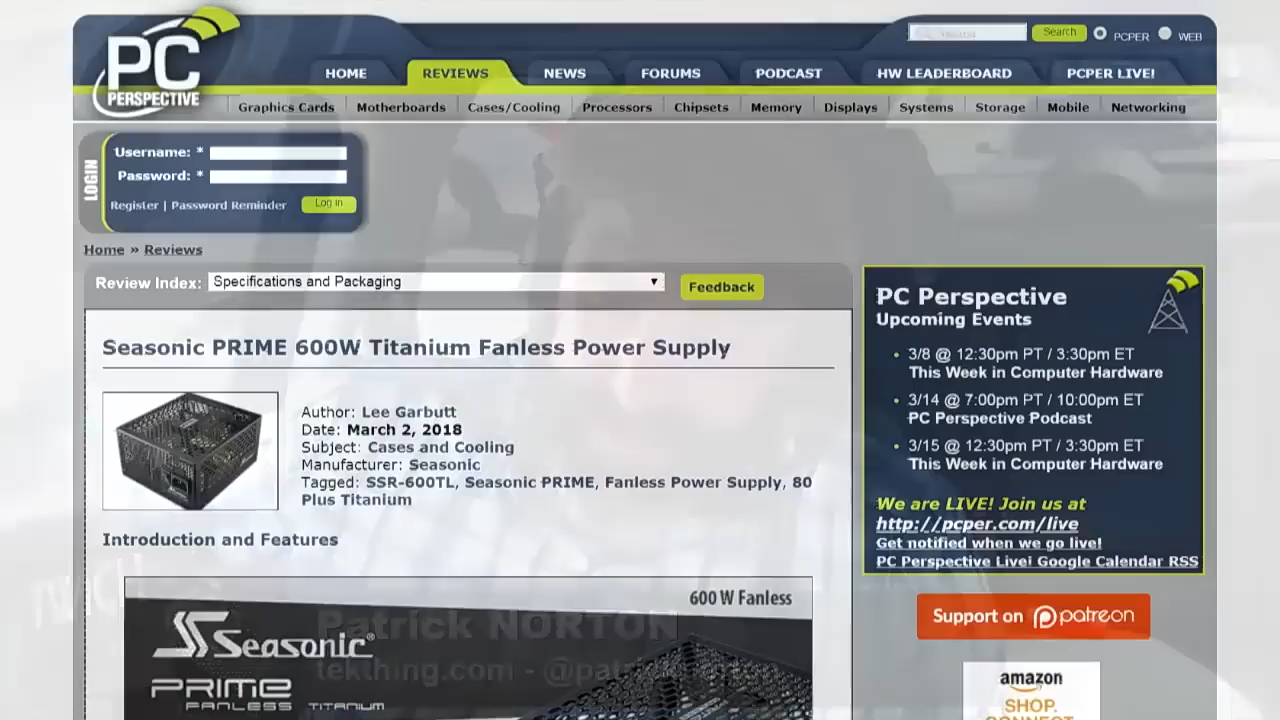 PC
PERSPECTIVE
Search
PCPER
WEB
HOME
REVIEWS
NEWS
FORUMS
PODCAST
HW LEADERBOARD
PCPER LIVE!
Graphics Cards
Motherboards
Cases/Cooling
Processors
Chipsets
Memory
Displays
Systems
Storage
Mobile
Networking
LOGIN
Username: *
Password: *
Register | Password Reminder
Log in
Home » Reviews
Review Index:
Specifications and Packaging
Feedback
Seasonic PRIME 600W Titanium Fanless Power Supply
Author: Lee Garbutt
Date: March 2, 2018
Subject: Cases and Cooling
Manufacturer: Seasonic
Tagged: SSR-600TL, Seasonic PRIME, Fanless Power Supply, 80
Plus Titanium
Introduction and Features
600 W Fanless
Seasonic®
PRIME
FANLESS TITANIUM
Patrick NORTON
tekthing.com -
PC Perspective
Upcoming Events
• 3/8 @ 12:30pm PT / 3:30pm ET
This Week in Computer Hardware
• 3/14 @ 7:00pm PT / 10:00pm ET
PC Perspective Podcast
• 3/15 @ 12:30pm PT / 3:30pm ET
This Week in Computer Hardware
We are LIVE! Join us at
http://pcper.com/live
Get notified when we go live!
PC Perspective Live! Google Calendar RSS
Support on patreon
amazon
SHOP.
CONNECT